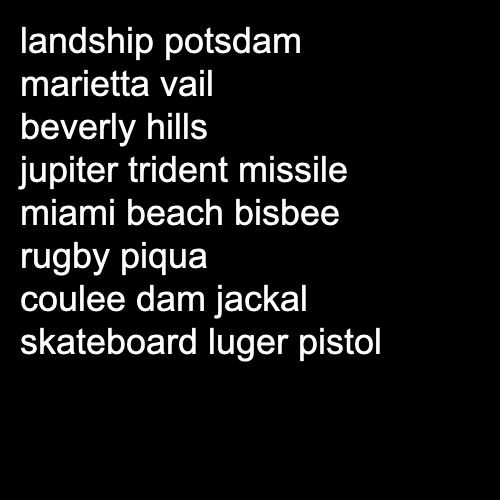 landship potsdam
marietta vail
beverly hills
jupiter trident missile
miami beach bisbee
rugby piqua
coulee dam jackal
skateboard luger pistol